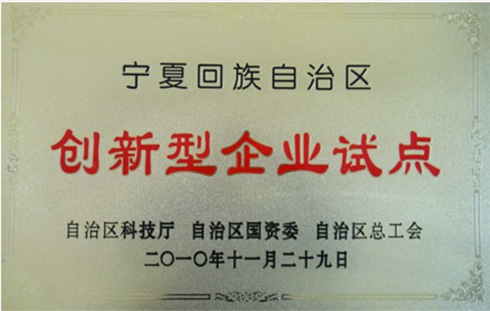 宁夏回族自治区
创新型企业试点
自治区科技厅 自治区国资委 自治区总工会
二〇一〇年十一月二十九日